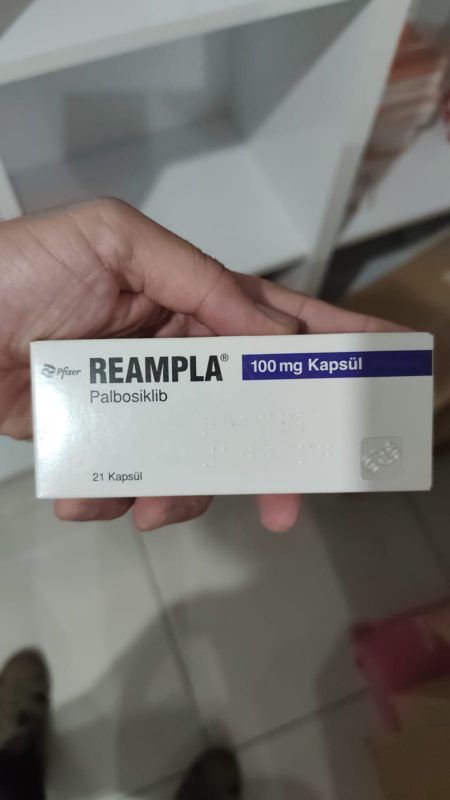 Pfizer
REAMPLA® 100 mg Kapsül
Palbosiklib
21 Kapsül